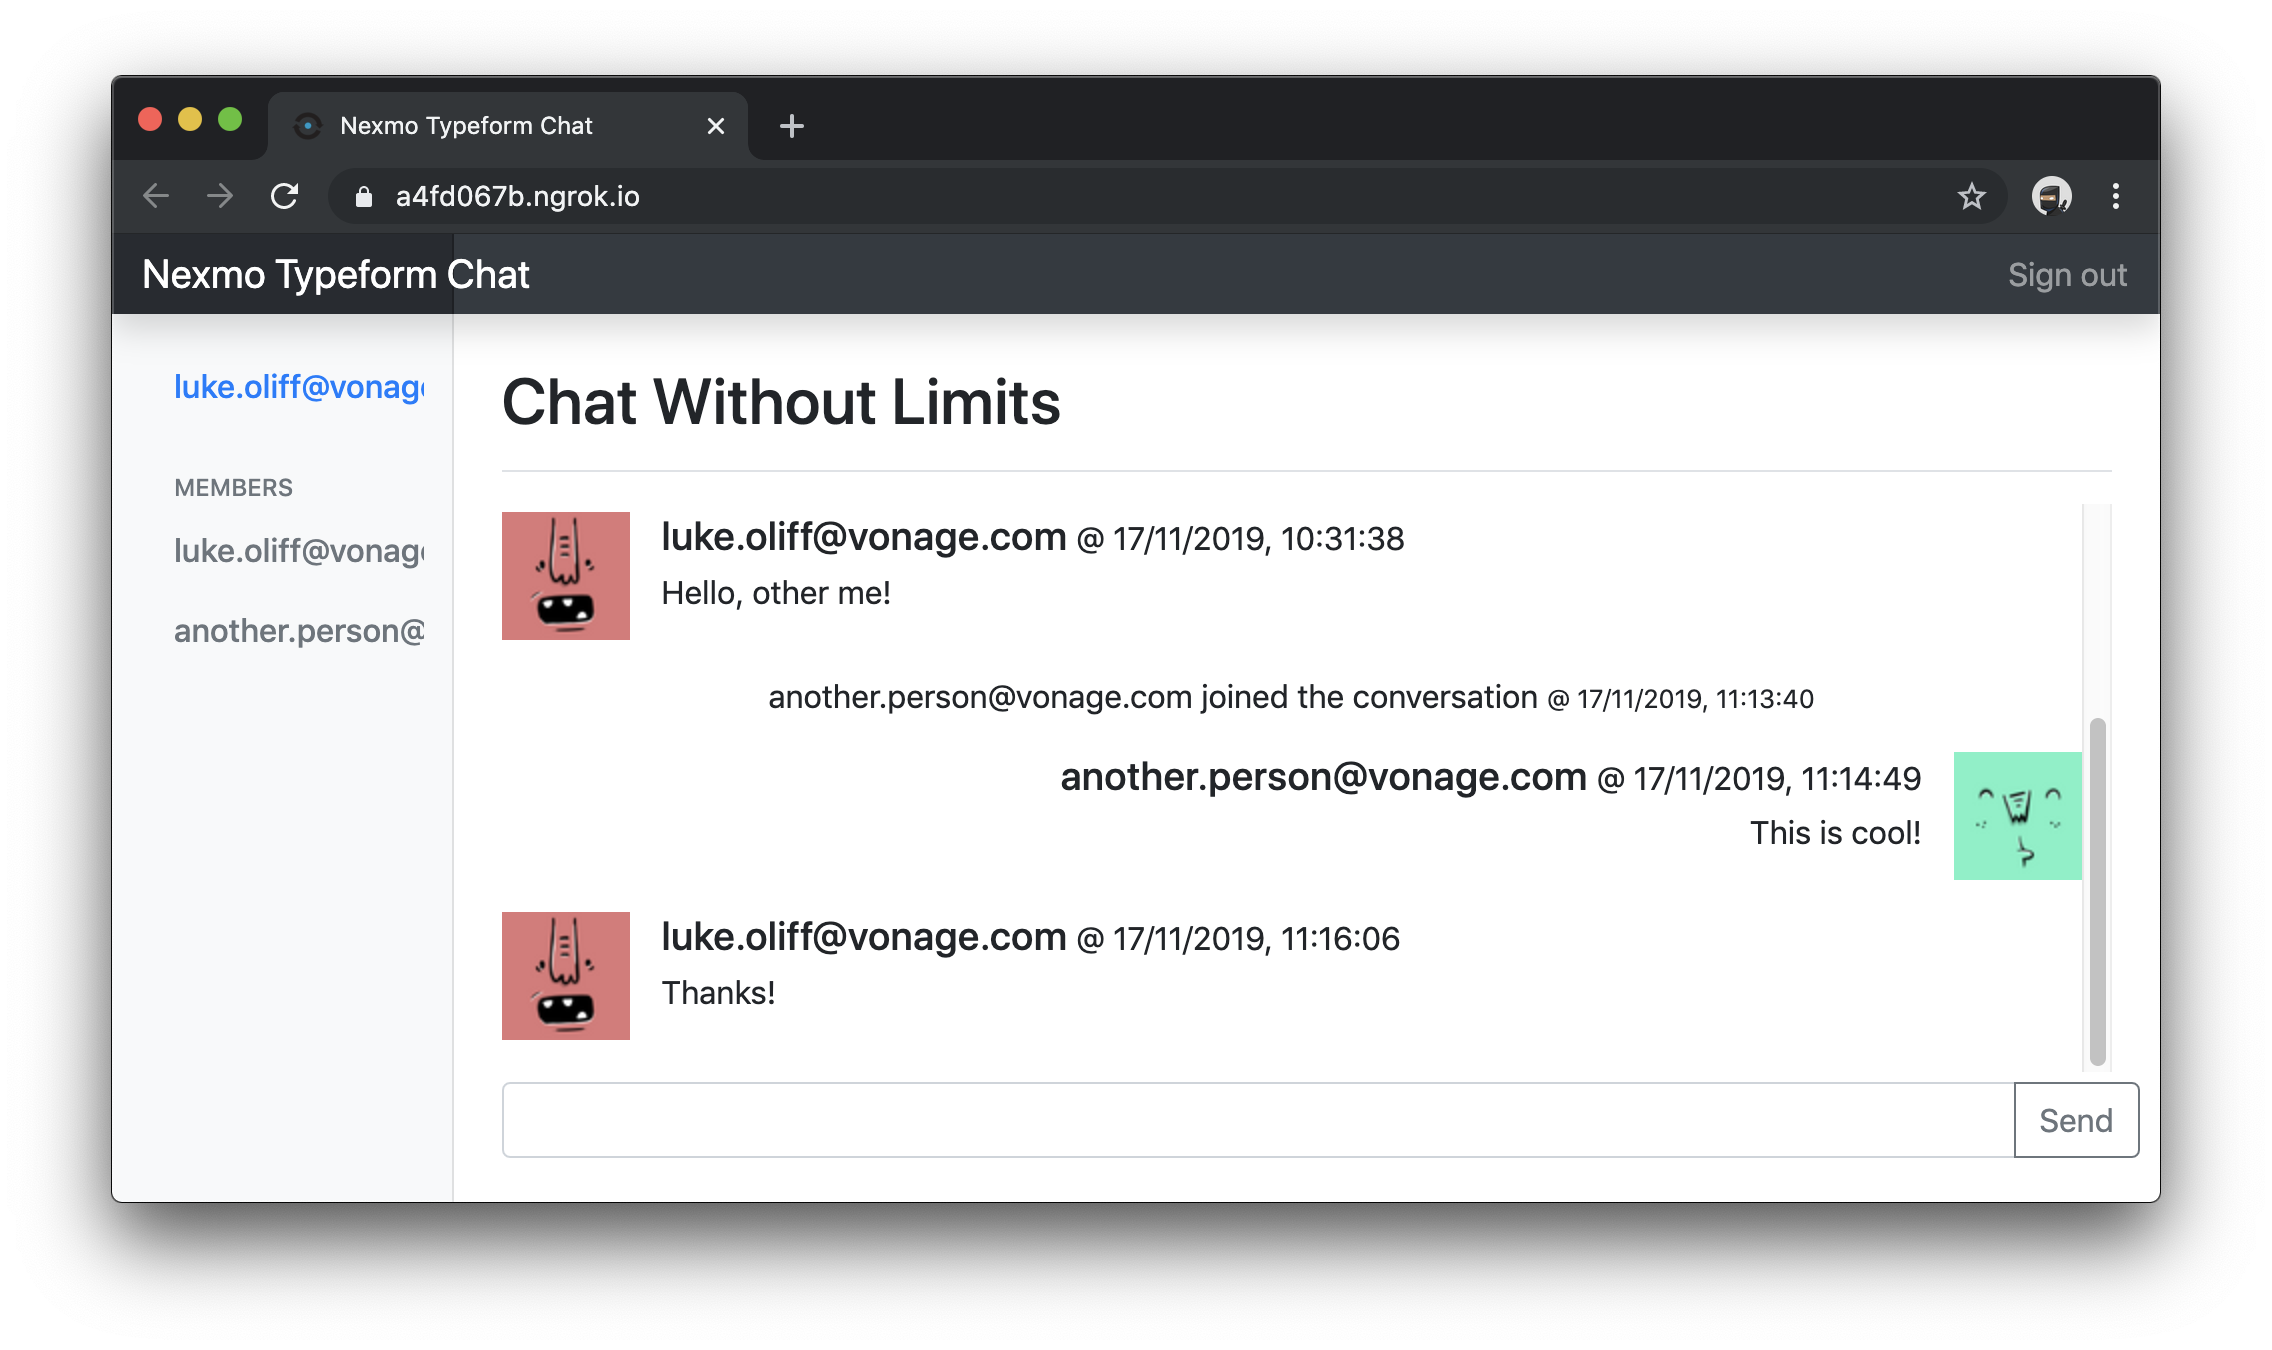 Nexmo Typeform Chat
a4fd067b.ngrok.io
Nexmo Typeform Chat
Sign out
luke.oliff@vonag
MEMBERS
luke.oliff@vonag
another.person@
Chat Without Limits
luke.oliff@vonage.com @ 17/11/2019, 10:31:38
Hello, other me!
another.person@vonage.com joined the conversation @ 17/11/2019, 11:13:40
another.person@vonage.com @ 17/11/2019, 11:14:49
This is cool!
luke.oliff@vonage.com @ 17/11/2019, 11:16:06
Thanks!
Send